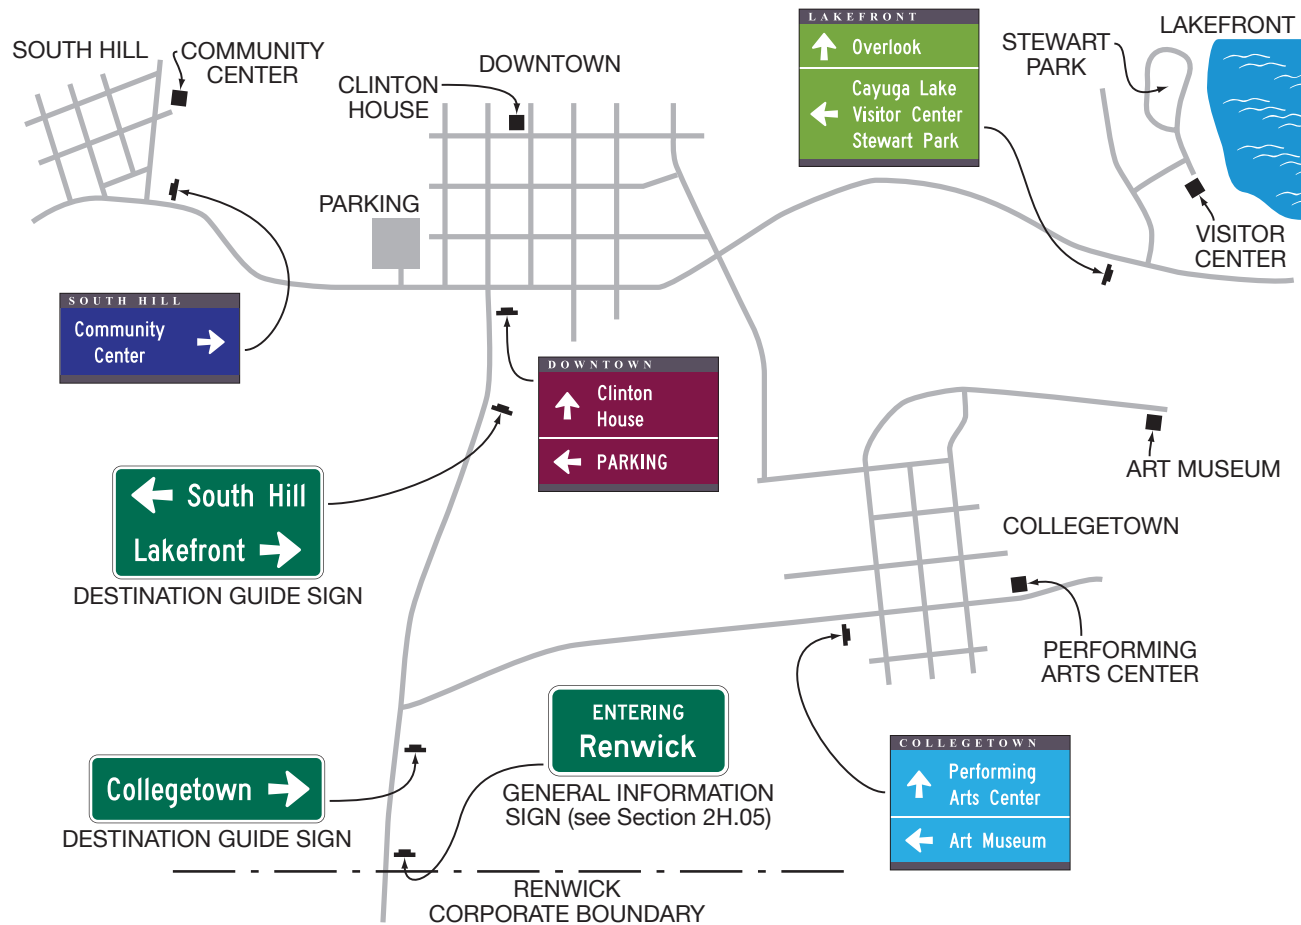 SOUTH HILL
COMMUNITY
CENTER
CLINTON
HOUSE
DOWNTOWN
PARKING
LAKEFRONT
Overlook
Cayuga Lake
Visitor Center
Stewart Park
STEWART
PARK
LAKEFRONT
VISITOR
CENTER
SOUTH HILL
Community
Center
DOWNTOWN
Clinton
House
PARKING
South Hill
Lakefront
DESTINATION GUIDE SIGN
ART MUSEUM
COLLEGETOWN
PERFORMING
ARTS CENTER
ENTERING
Renwick
GENERAL INFORMATION
SIGN (see Section 2H.05)
Collegetown
DESTINATION GUIDE SIGN
COLLEGETOWN
Performing
Arts Center
Art Museum
RENWICK
CORPORATE BOUNDARY